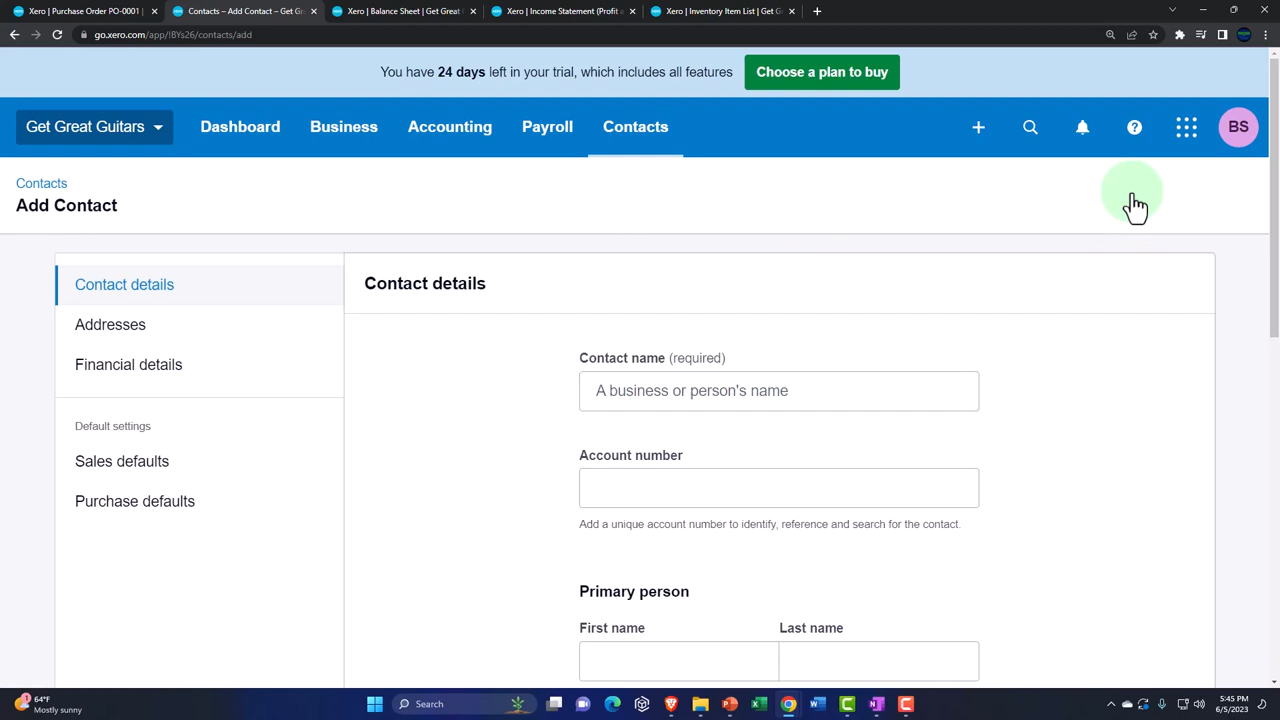 Xero | Purchase Order PO-0001 |
Contacts – Add Contact – Get Gre
Xero | Balance Sheet | Get Great G
Xero | Income Statement (Profit a
Xero | Inventory Item List | Get G
go.xero.com/app/!BYs26/contacts/add
You have 24 days left in your trial, which includes all features
Choose a plan to buy
Get Great Guitars
Dashboard
Business
Accounting
Payroll
Contacts
BS
Contacts
Add Contact
Contact details
Addresses
Financial details
Default settings
Sales defaults
Purchase defaults
Contact details
Contact name (required)
A business or person's name
Account number
Add a unique account number to identify, reference and search for the contact.
Primary person
First name
Last name
64°F
Mostly sunny
Search
5:45 PM
6/5/2023